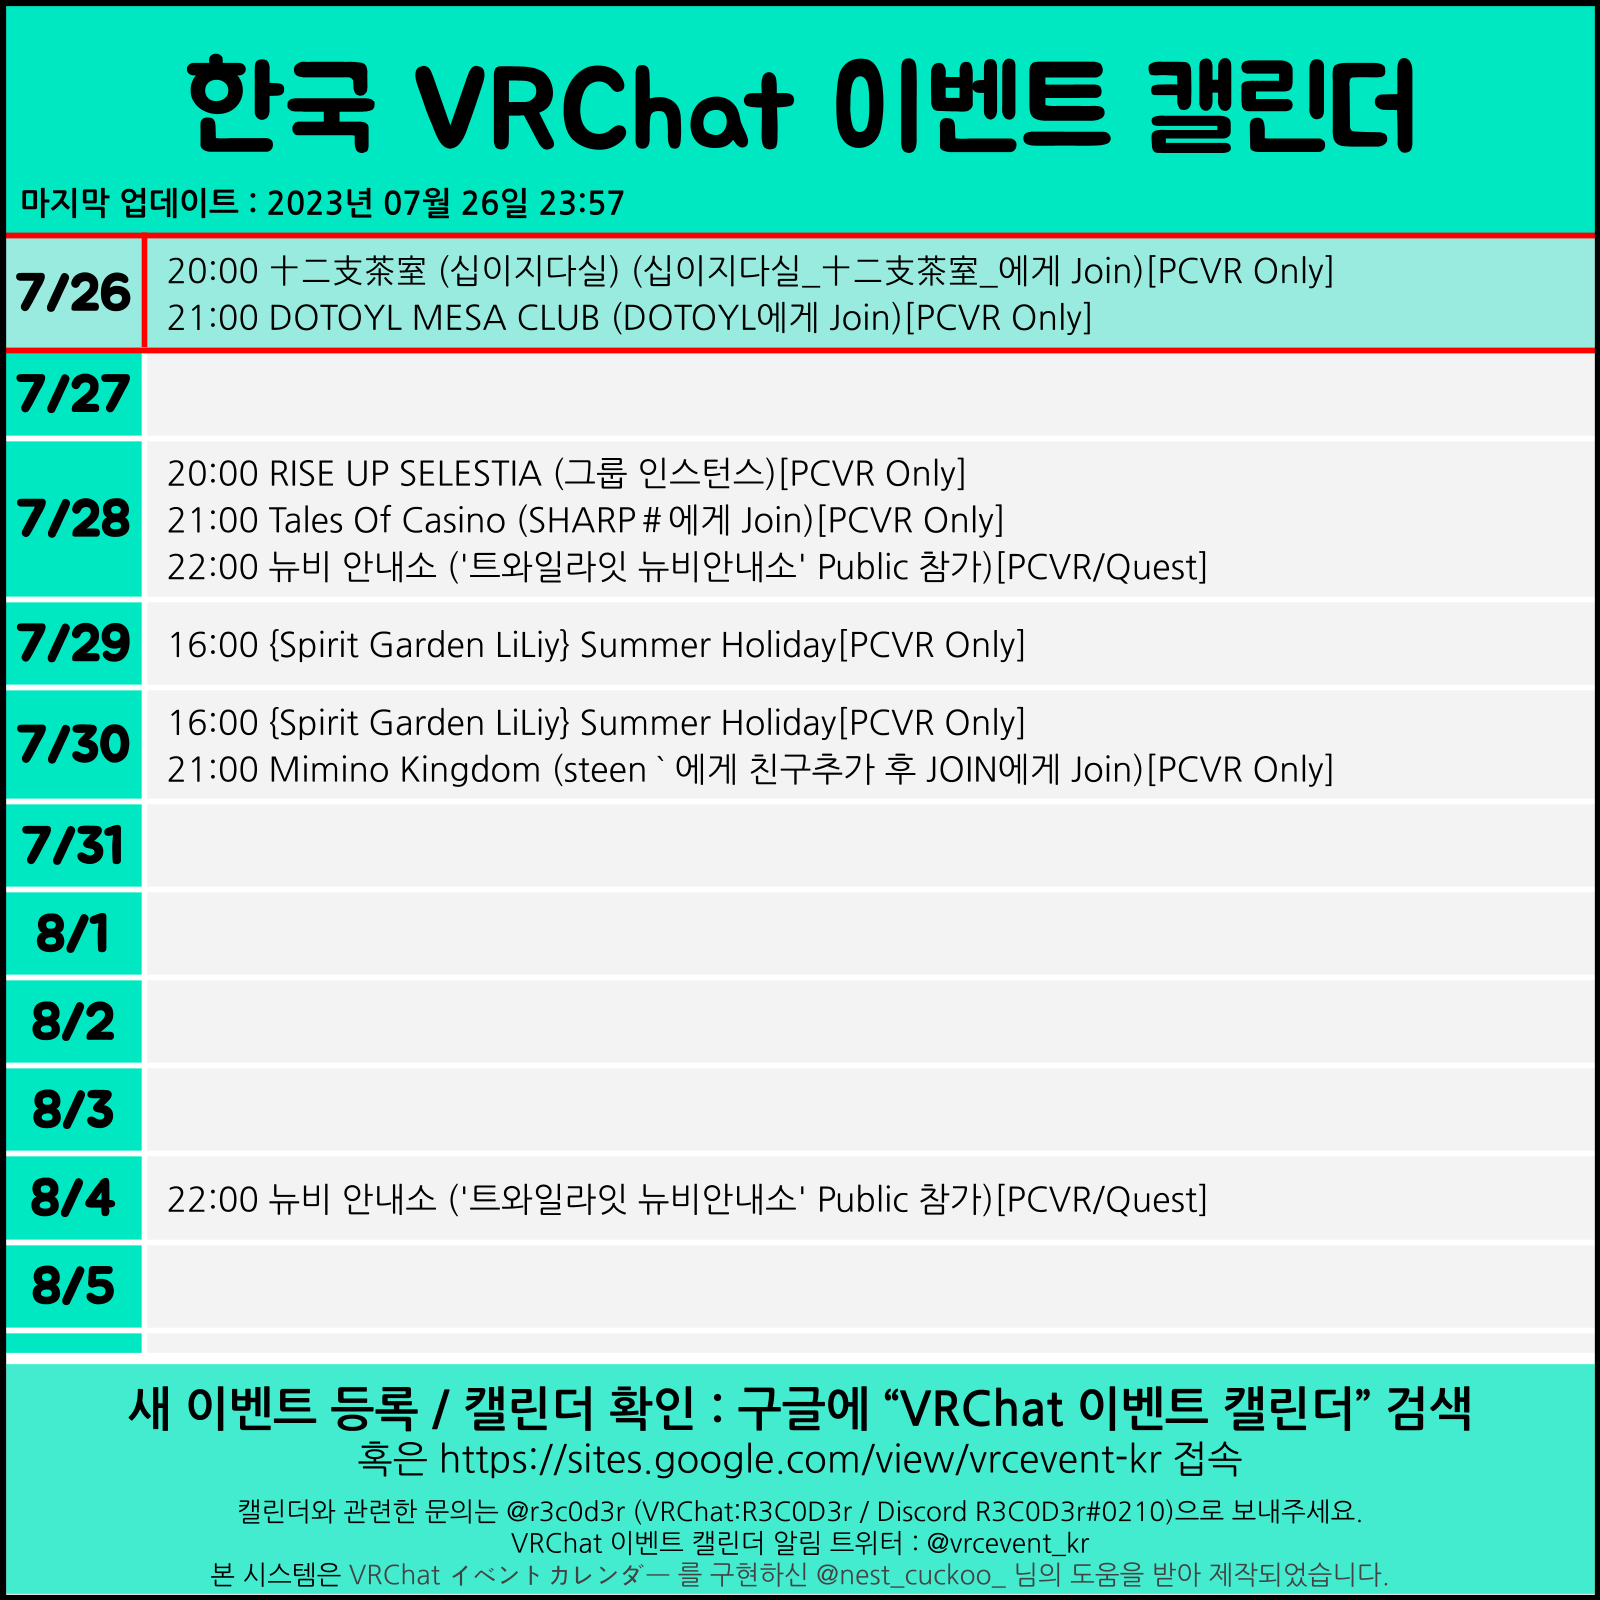 한국 VRChat 이벤트 캘린더
마지막 업데이트 : 2023년 07월 26일 23:57
7/26
20:00 十二支茶室 (십이지다실) (십이지다실_十二支茶室_에게 Join)[PCVR Only]
21:00 DOTOYL MESA CLUB (DOTOYL에게 Join)[PCVR Only]
7/27
7/28
20:00 RISE UP SELESTIA (그룹 인스턴스)[PCVR Only]
21:00 Tales Of Casino (SHARP＃에게 Join)[PCVR Only]
22:00 뉴비 안내소 ('트와일라잇 뉴비안내소' Public 참가)[PCVR/Quest]
7/29
16:00 {Spirit Garden LiLiy} Summer Holiday[PCVR Only]
7/30
16:00 {Spirit Garden LiLiy} Summer Holiday[PCVR Only]
21:00 Mimino Kingdom (steen｀에게 친구추가 후 JOIN에게 Join)[PCVR Only]
7/31
8/1
8/2
8/3
8/4
22:00 뉴비 안내소 ('트와일라잇 뉴비안내소' Public 참가)[PCVR/Quest]
8/5
새 이벤트 등록 / 캘린더 확인 : 구글에 “VRChat 이벤트 캘린더” 검색
혹은 https://sites.google.com/view/vrcevent-kr 접속
캘린더와 관련한 문의는 @r3c0d3r (VRChat:R3C0D3r / Discord R3C0D3r#0210)으로 보내주세요.
VRChat 이벤트 캘린더 알림 트위터 : @vrcevent_kr
본 시스템은 VRChat イベントカレンダー 를 구현하신 @nest_cuckoo_ 님의 도움을 받아 제작되었습니다.